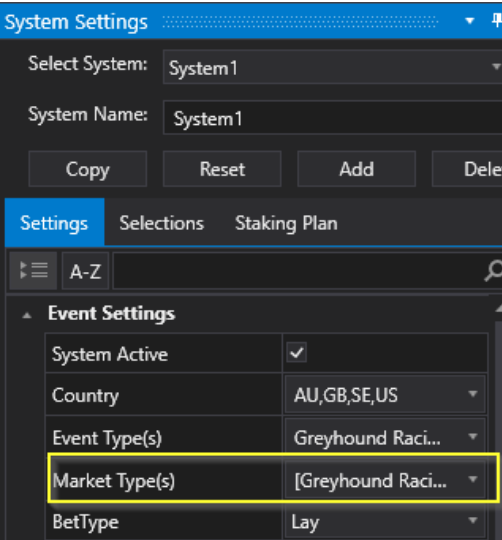 System Settings
Select System: System1
System Name: System1
Copy Reset Add Dele
Settings Selections Staking Plan
A-Z
Event Settings
System Active
Country AU,GB,SE,US
Event Type(s) Greyhound Raci...
Market Type(s) [Greyhound Raci...
BetType Lay